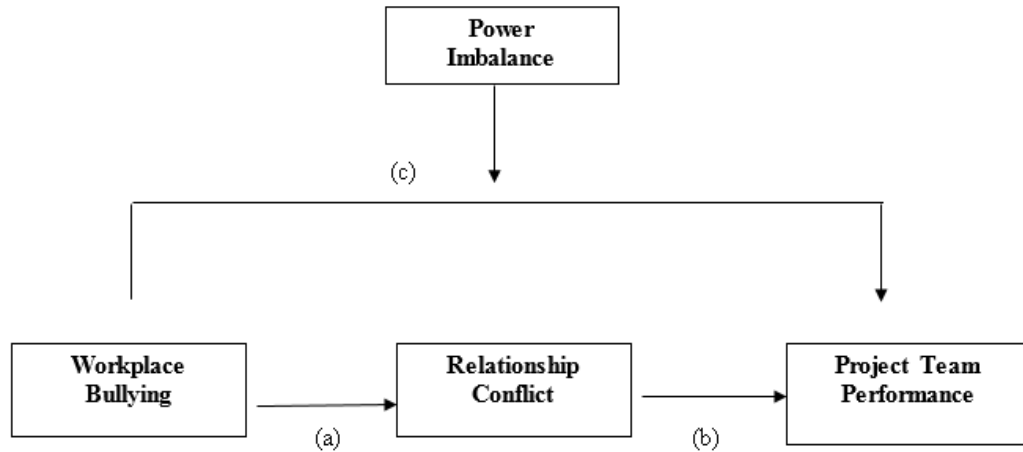 Power
Imbalance
(c)
Workplace
Bullying
Relationship
Conflict
Project Team
Performance
(a)
(b)